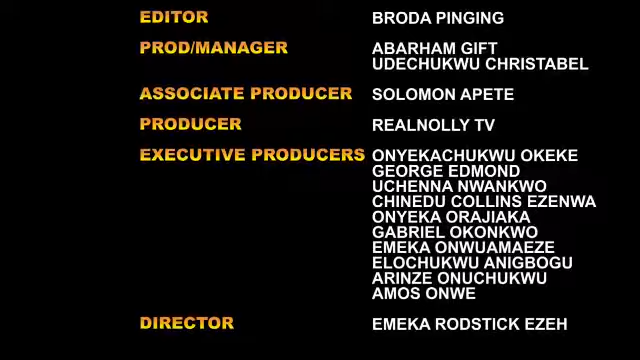 EDITOR BRODA PINGING
PROD/MANAGER ABARHAM GIFT
UDECHUKWU CHRISTABEL
ASSOCIATE PRODUCER SOLOMON APETE
PRODUCER REALNOLLY TV
EXECUTIVE PRODUCERS ONYEKACHUKWU OKEKE
GEORGE EDMOND
UCHENNA NWANKWO
CHINEDU COLLINS EZENWA
ONYEKA ORAJIAKA
GABRIEL OKONKWO
EMEKA ONWUAMAEZE
ELOCHUKWU ANIGBOGU
ARINZE ONUCHUKWU
AMOS ONWE
DIRECTOR EMEKA RODSTICK EZEH